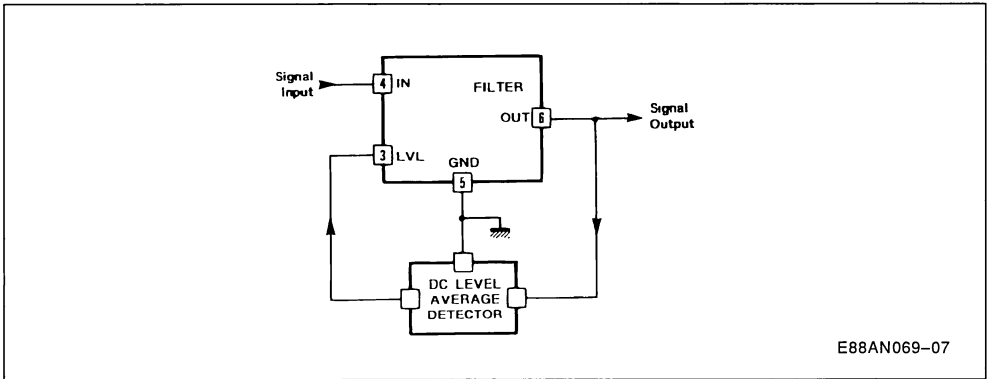 Signal
Input
4 IN
FILTER
OUT 6
Signal
Output
3 LVL
GND
5
DC LEVEL
AVERAGE
DETECTOR
E88AN069-07